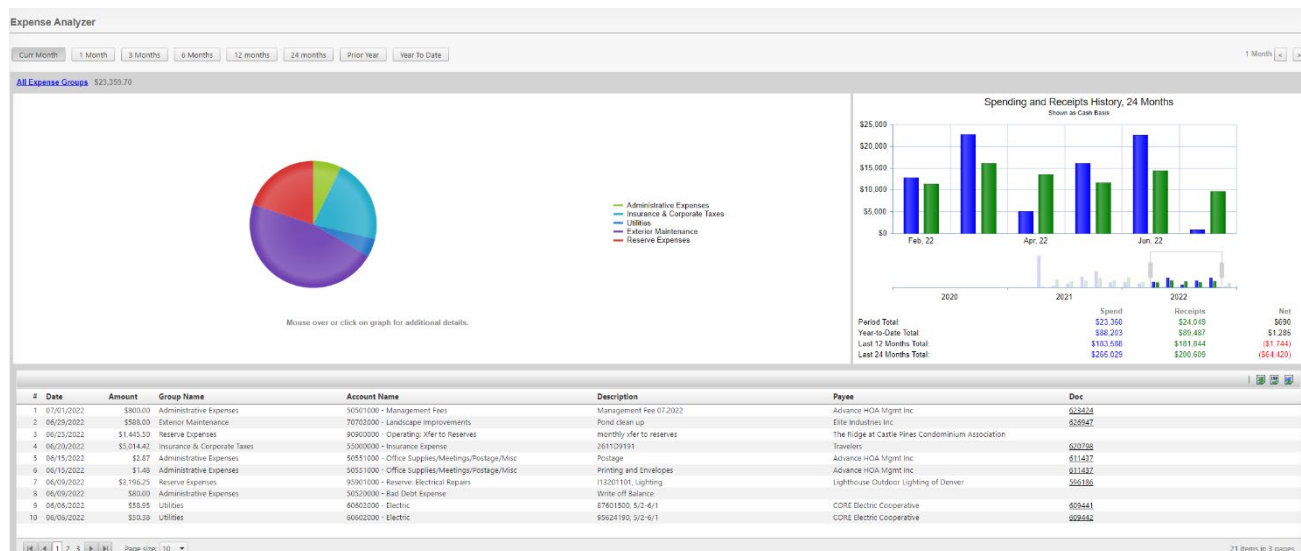 Expense Analyzer
Curr Month 1 Month 3 Months 6 Months 12 months 24 months Prior Year Year To Date 1 Month < >
All Expense Groups $23,359.70
Administrative Expenses
Insurance & Corporate Taxes
Utilities
Exterior Maintenance
Reserve Expenses
Mouse over or click on graph for additional details.
Spending and Receipts History, 24 Months
Shown as Cash Basis
$25,000
$20,000
$15,000
$10,000
$5,000
$0
Feb, 22 Apr, 22 Jun, 22
2020 2021 2022
Spend Receipts Net
Period Total: $23,360 $24,049 $690
Year-to-Date Total: $88,203 $89,487 $1,285
Last 12 Months Total: $183,588 $181,844 ($1,744)
Last 24 Months Total: $265,029 $200,609 ($64,420)
# Date Amount Group Name Account Name Description Payee Doc
1 07/01/2022 $800.00 Administrative Expenses 50501000 - Management Fees Management Fee 07.2022 Advance HOA Mgmt Inc 623424
2 06/29/2022 $588.00 Exterior Maintenance 70702000 - Landscape Improvements Pond clean up Elite Industries Inc 626947
3 06/25/2022 $1,445.50 Reserve Expenses 90900000 - Operating: Xfer to Reserves monthly xfer to reserves The Ridge at Castle Pines Condominium Association
4 06/20/2022 $5,014.42 Insurance & Corporate Taxes 55000000 - Insurance Expense 2611D9191 Travelers 620798
5 06/15/2022 $2.87 Administrative Expenses 50551000 - Office Supplies/Meetings/Postage/Misc Postage Advance HOA Mgmt Inc 611437
6 06/15/2022 $1.48 Administrative Expenses 50551000 - Office Supplies/Meetings/Postage/Misc Printing and Envelopes Advance HOA Mgmt Inc 611437
7 06/09/2022 $3,196.25 Reserve Expenses 95901000 - Reserve: Electrical Repairs I13201101, Lighting Lighthouse Outdoor Lighting of Denver 596186
8 06/09/2022 $80.00 Administrative Expenses 50520000 - Bad Debt Expense Write off Balance
9 06/06/2022 $58.95 Utilities 60602000 - Electric 87601500, 5/2-6/1 CORE Electric Cooperative 609441
10 06/06/2022 $50.38 Utilities 60602000 - Electric 95624190, 5/2-6/1 CORE Electric Cooperative 609442
1 2 3 Page size: 10 21 items in 3 pages